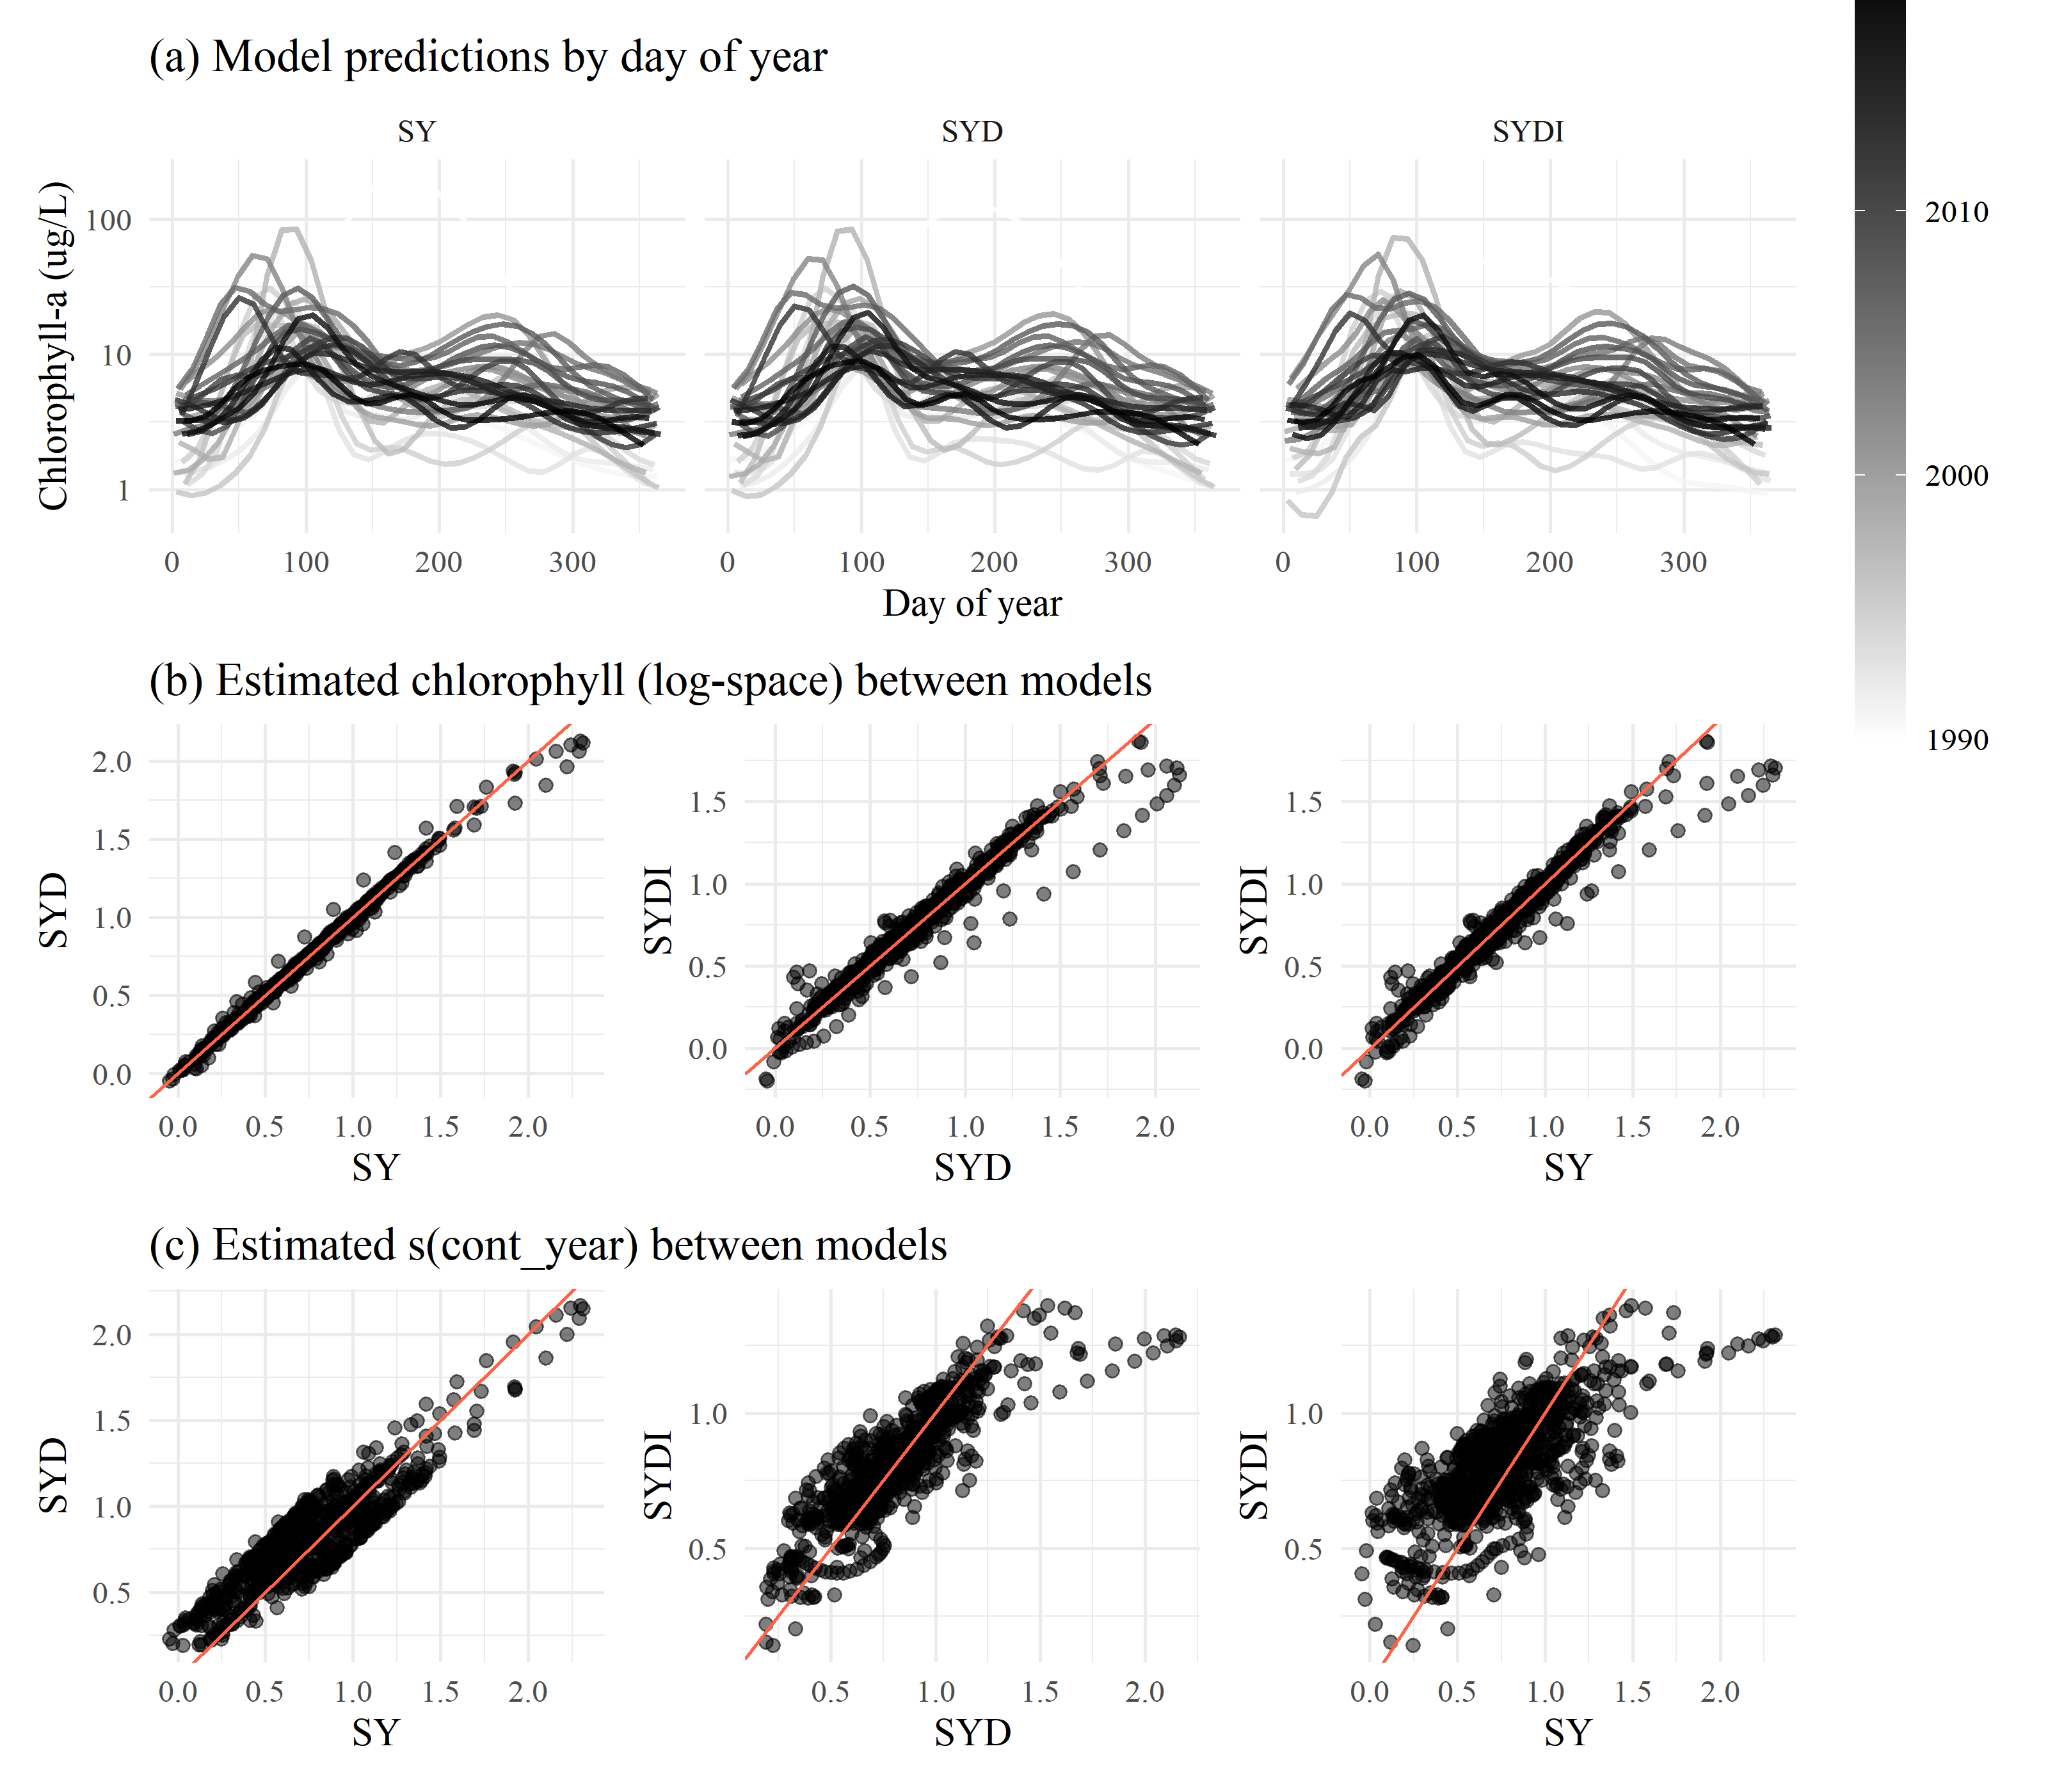 (a) Model predictions by day of year
SY SYD SYDI
Chlorophyll-a (ug/L)
100
10
1
0 100 200 300 0 100 200 300 0 100 200 300
Day of year
2010
2000
1990
(b) Estimated chlorophyll (log-space) between models
SYD
2.0
1.5
1.0
0.5
0.0
0.0 0.5 1.0 1.5 2.0
SY
SYDI
1.5
1.0
0.5
0.0
0.0 0.5 1.0 1.5 2.0
SYD
SYDI
1.5
1.0
0.5
0.0
0.0 0.5 1.0 1.5 2.0
SY
(c) Estimated s(cont_year) between models
SYD
2.0
1.5
1.0
0.5
0.0 0.5 1.0 1.5 2.0
SY
SYDI
1.0
0.5
0.5 1.0 1.5 2.0
SYD
SYDI
1.0
0.5
0.0 0.5 1.0 1.5 2.0
SY